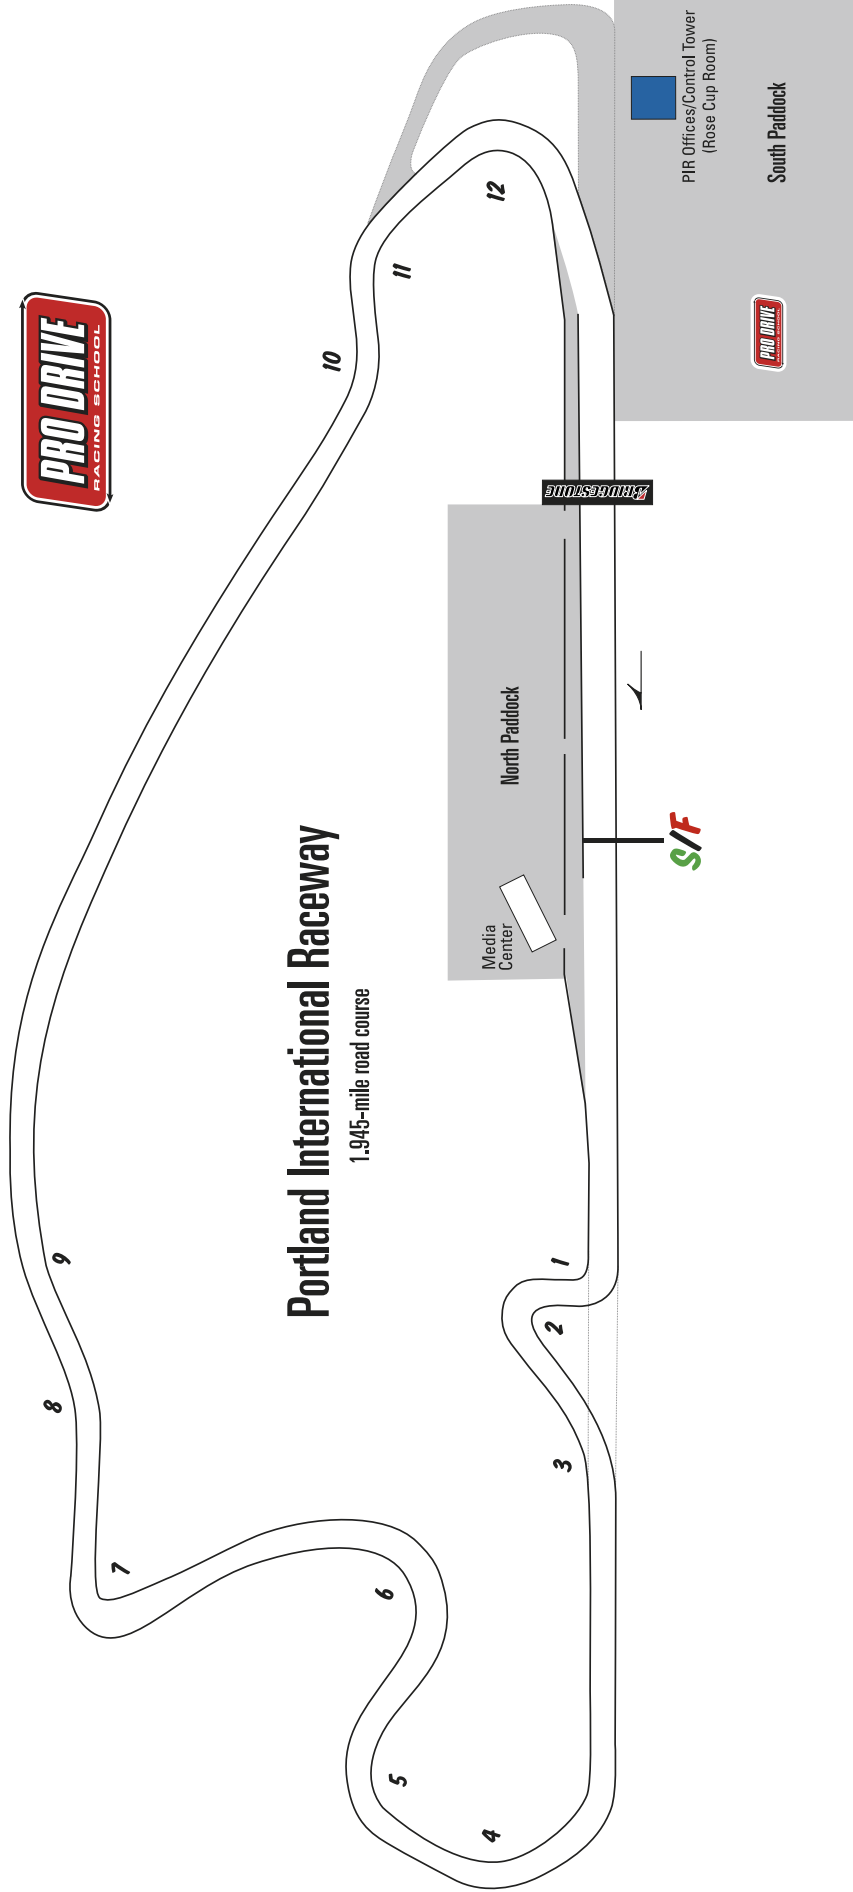 PRO DRIVE
RACING SCHOOL
Portland International Raceway
1.945-mile road course
North Paddock
Media
Center
South Paddock
PIR Offices/Control Tower
(Rose Cup Room)
PRO DRIVE
RACING SCHOOL
BRIDGESTONE
S/F
1
2
3
4
5
6
7
8
9
10
11
12